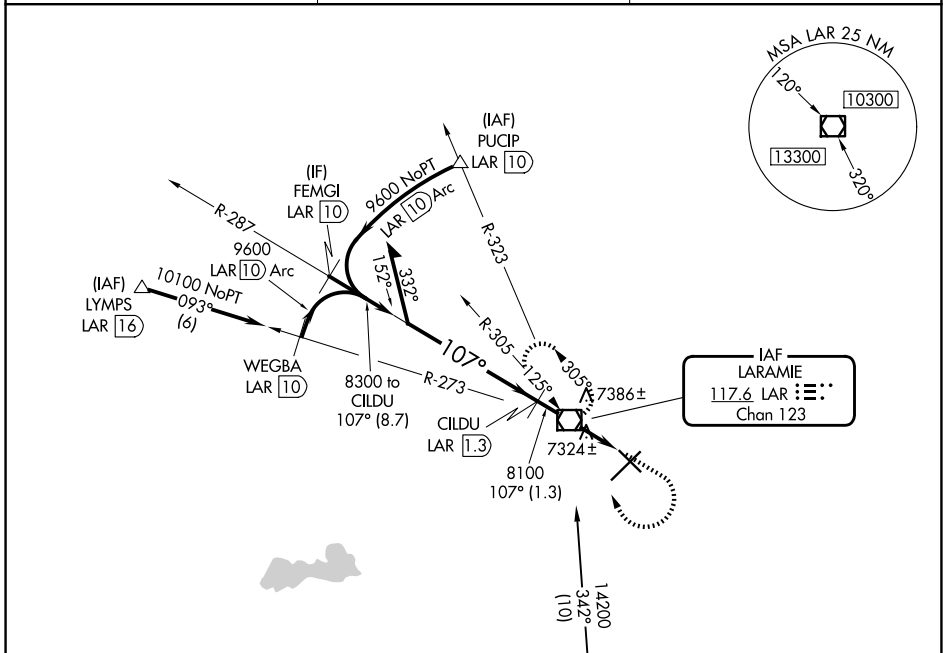 MSA LAR 25 NM
120°
10300
13300
320°
(IAF)
PUCIP
LAR 10
9600 NoPT
LAR 10 Arc
R-323
(IF)
FEMGI
LAR 10
R-287
9600
LAR 10 Arc
(IAF)
LYMPS
LAR 16
10100 NoPT
093°
(6)
WEGBA
LAR 10
152°
332°
8300 to
CILDU
107° (8.7)
R-273
107°
R-305
125°
305°
7386±
CILDU
LAR 1.3
7324±
8100
107° (1.3)
IAF
LARAMIE
117.6 LAR
Chan 123
14200
342°
(10)